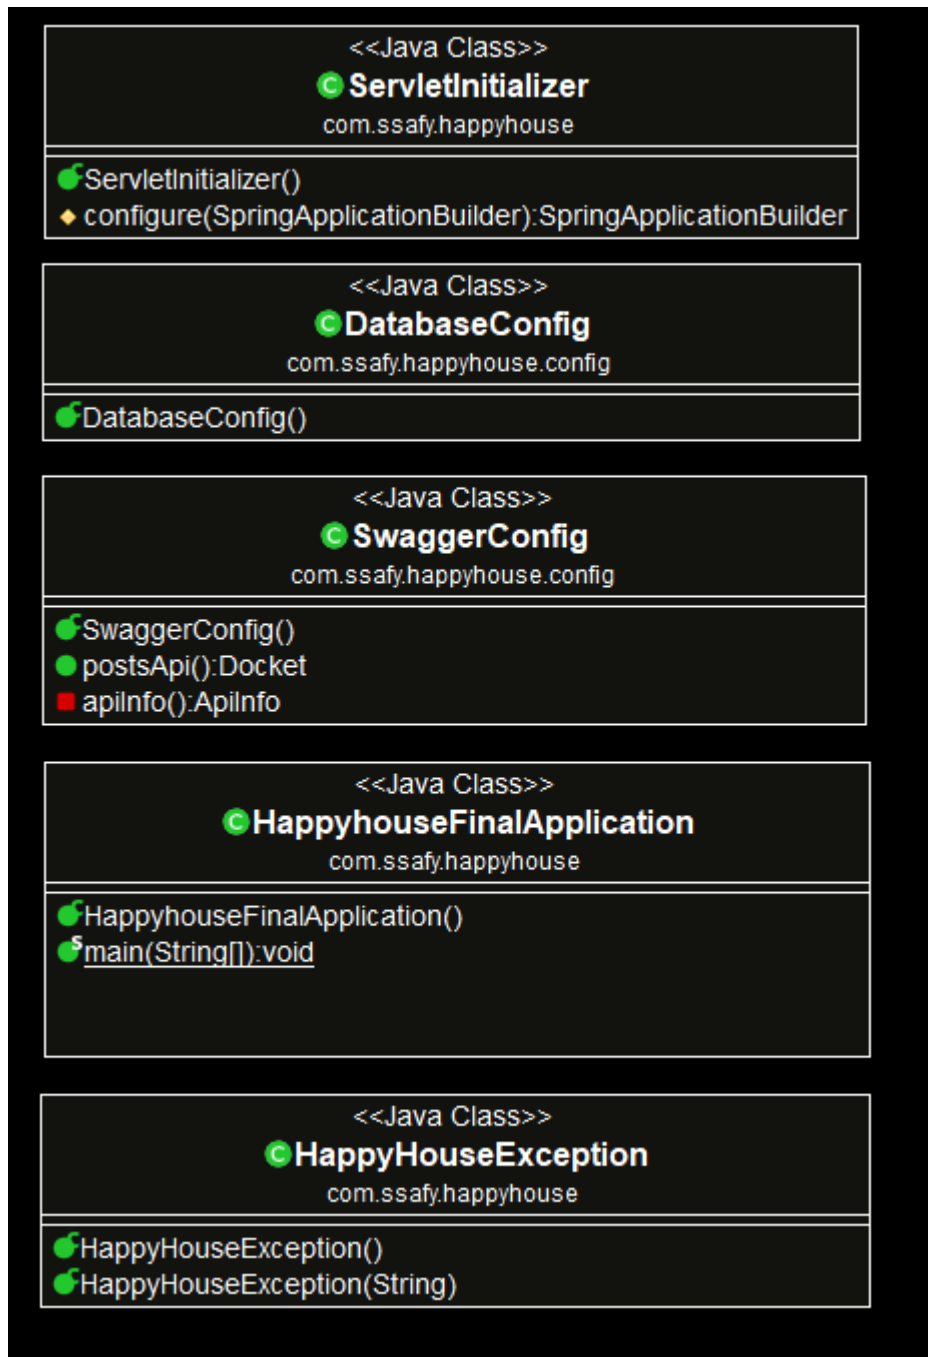 <<Java Class>>
C ServletInitializer
com.ssafy.happyhouse
ServletInitializer()
configure(SpringApplicationBuilder):SpringApplicationBuilder
<<Java Class>>
C DatabaseConfig
com.ssafy.happyhouse.config
DatabaseConfig()
<<Java Class>>
C SwaggerConfig
com.ssafy.happyhouse.config
SwaggerConfig()
postsApi():Docket
apiInfo():ApiInfo
<<Java Class>>
C HappyhouseFinalApplication
com.ssafy.happyhouse
HappyhouseFinalApplication()
S main(String[]):void
<<Java Class>>
C HappyHouseException
com.ssafy.happyhouse
HappyHouseException()
HappyHouseException(String)